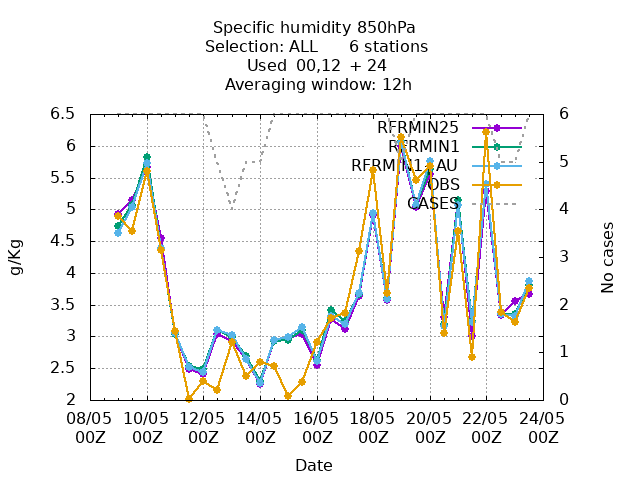 Specific humidity 850hPa
Selection: ALL 6 stations
Used 00,12 + 24
Averaging window: 12h
6.5
6
5.5
5
4.5
4
3.5
3
2.5
2
g/Kg
6
5
4
3
2
1
0
No cases
RFRMIN25
RFRMIN1
RFRMIN1_AU
OBS
CASES
08/05 10/05 12/05 14/05 16/05 18/05 20/05 22/05 24/05
00Z 00Z 00Z 00Z 00Z 00Z 00Z 00Z 00Z
Date